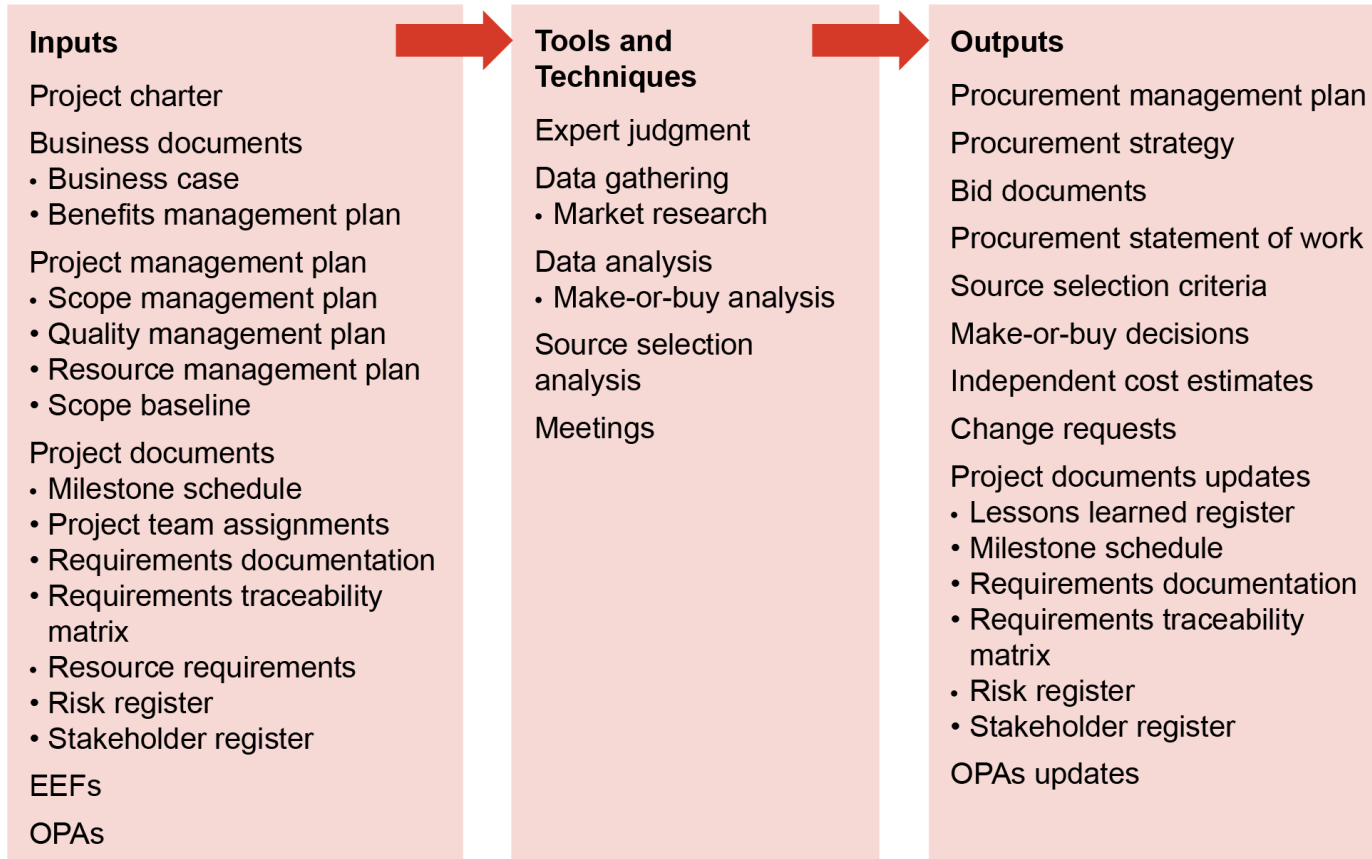 Inputs
Project charter
Business documents
• Business case
• Benefits management plan
Project management plan
• Scope management plan
• Quality management plan
• Resource management plan
• Scope baseline
Project documents
• Milestone schedule
• Project team assignments
• Requirements documentation
• Requirements traceability
matrix
• Resource requirements
• Risk register
• Stakeholder register
EEFs
OPAs
Tools and
Techniques
Expert judgment
Data gathering
• Market research
Data analysis
• Make-or-buy analysis
Source selection
analysis
Meetings
Outputs
Procurement management plan
Procurement strategy
Bid documents
Procurement statement of work
Source selection criteria
Make-or-buy decisions
Independent cost estimates
Change requests
Project documents updates
• Lessons learned register
• Milestone schedule
• Requirements documentation
• Requirements traceability
matrix
• Risk register
• Stakeholder register
OPAs updates